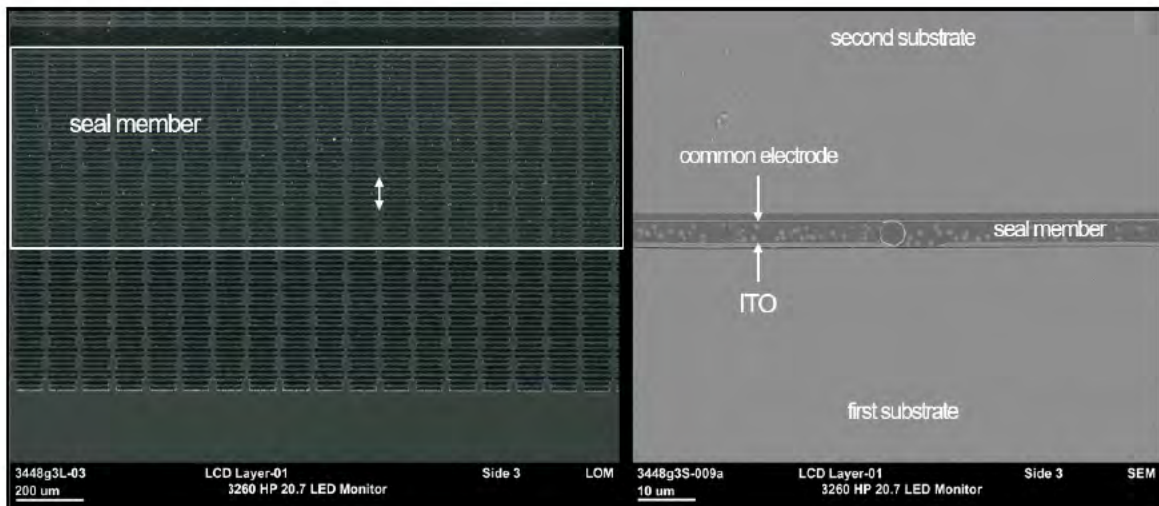 seal member
3448g3L-03 LCD Layer-01 Side 3 LOM
200 um 3260 HP 20.7 LED Monitor
second substrate
common electrode
seal member
ITO
first substrate
3448g3S-009a LCD Layer-01 Side 3 SEM
10 um 3260 HP 20.7 LED Monitor